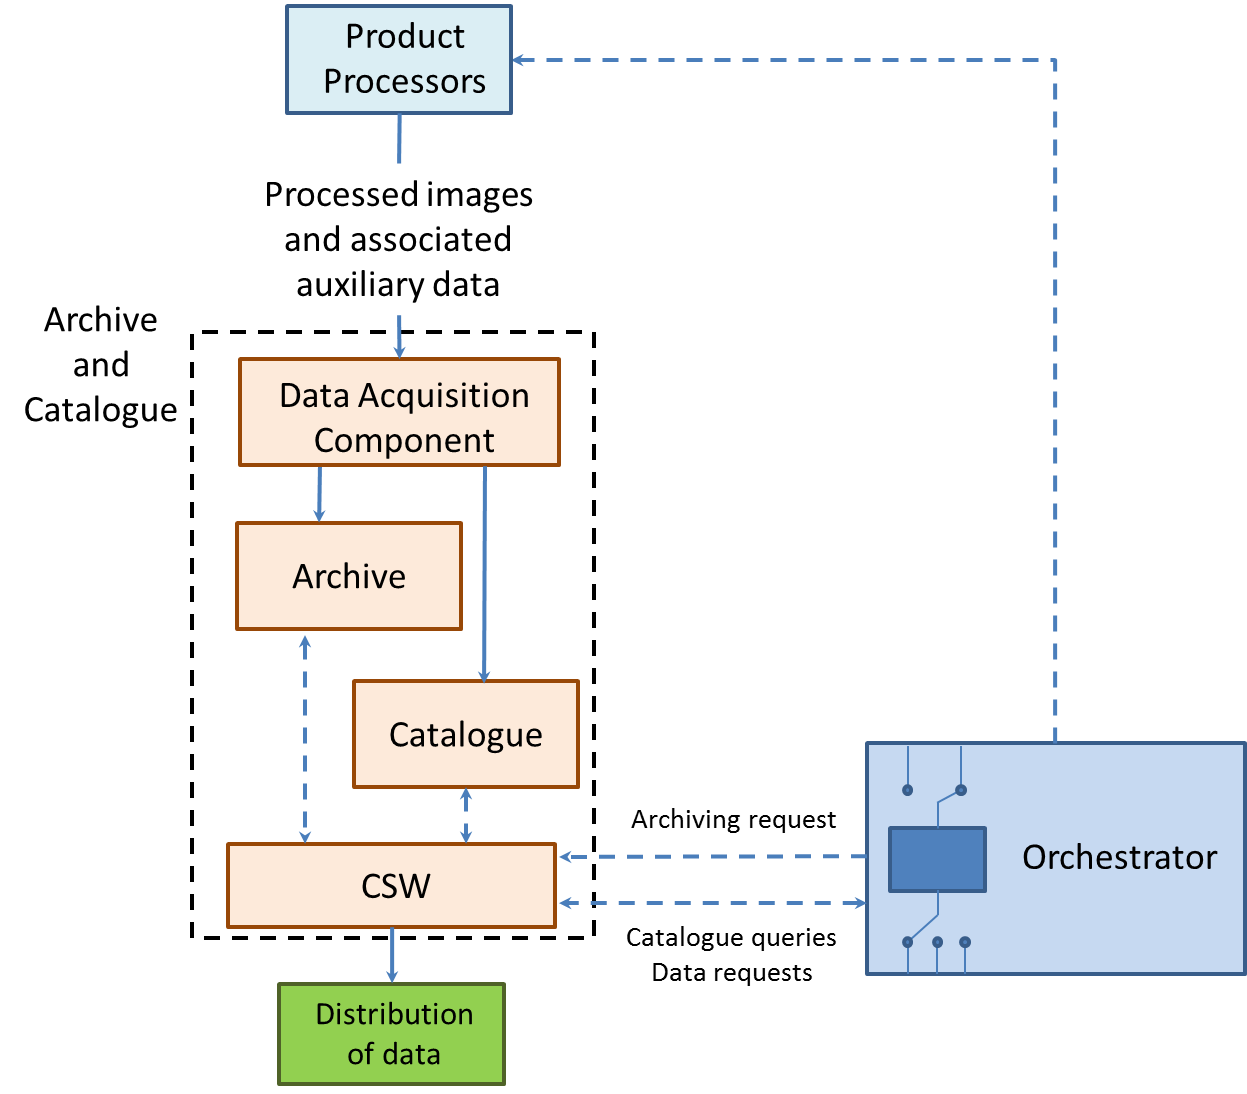 Product
Processors
Processed images
and associated
auxiliary data
Archive
and
Catalogue
Data Acquisition
Component
Archive
Catalogue
Archiving request
Orchestrator
CSW
Catalogue queries
Data requests
Distribution
of data